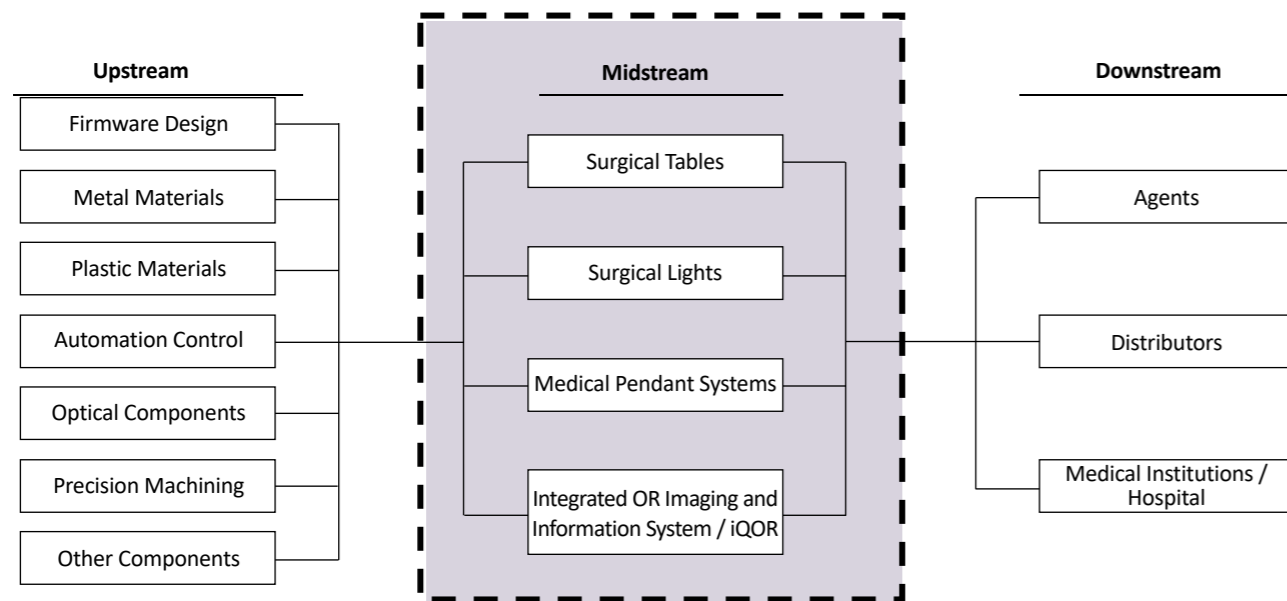 Upstream
Firmware Design
Metal Materials
Plastic Materials
Automation Control
Optical Components
Precision Machining
Other Components
Midstream
Surgical Tables
Surgical Lights
Medical Pendant Systems
Integrated OR Imaging and
Information System / iQOR
Downstream
Agents
Distributors
Medical Institutions /
Hospital